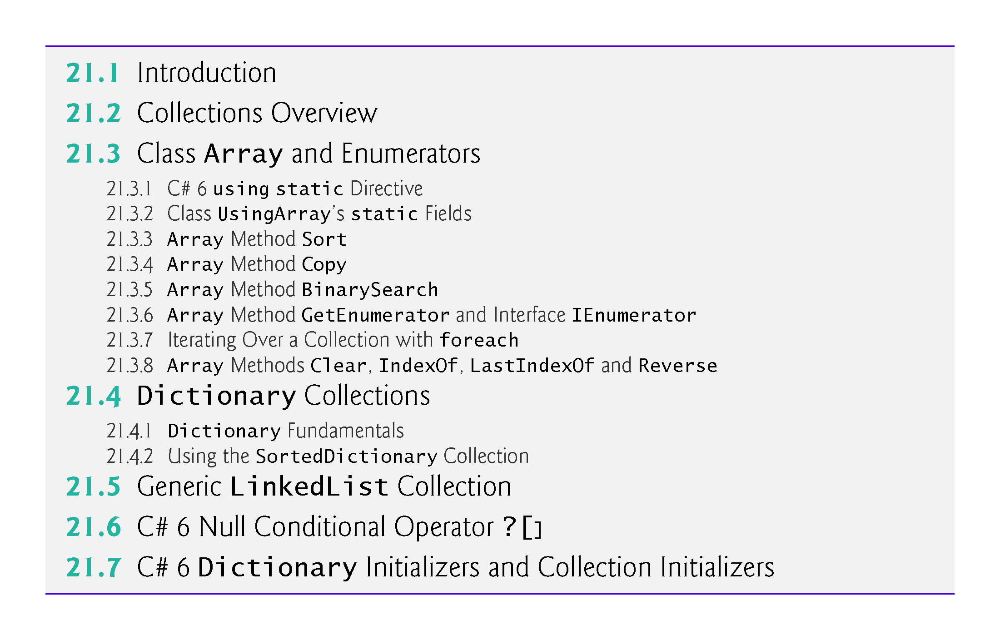 21.1 Introduction
21.2 Collections Overview
21.3 Class Array and Enumerators
21.3.1 C# 6 using static Directive
21.3.2 Class UsingArray’s static Fields
21.3.3 Array Method Sort
21.3.4 Array Method Copy
21.3.5 Array Method BinarySearch
21.3.6 Array Method GetEnumerator and Interface IEnumerator
21.3.7 Iterating Over a Collection with foreach
21.3.8 Array Methods Clear, IndexOf, LastIndexOf and Reverse
21.4 Dictionary Collections
21.4.1 Dictionary Fundamentals
21.4.2 Using the SortedDictionary Collection
21.5 Generic LinkedList Collection
21.6 C# 6 Null Conditional Operator ?[]
21.7 C# 6 Dictionary Initializers and Collection Initializers